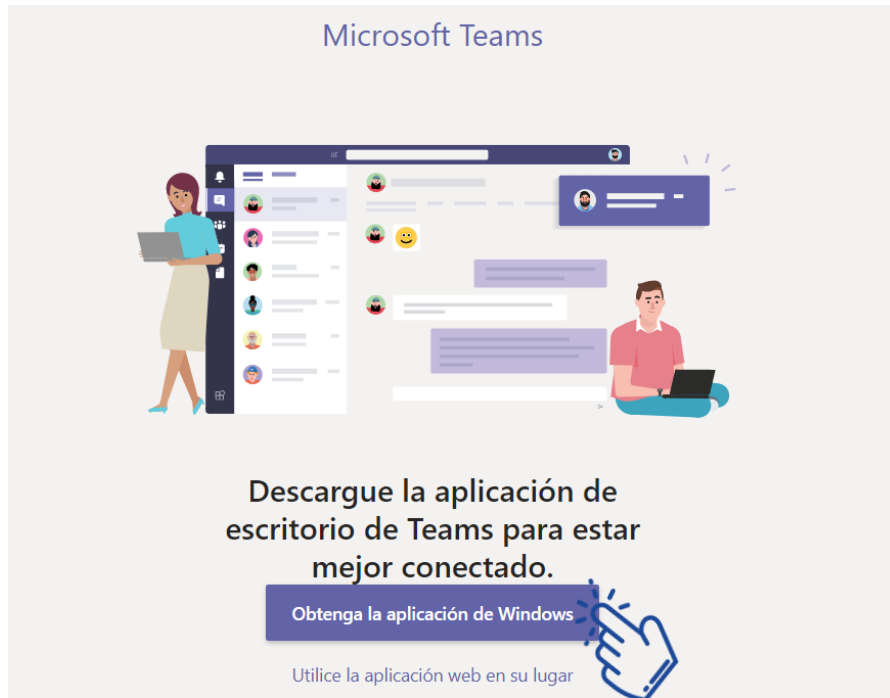 Microsoft Teams
Descargue la aplicación de
escritorio de Teams para estar
mejor conectado.
Obtenga la aplicación de Windows
Utilice la aplicación web en su lugar